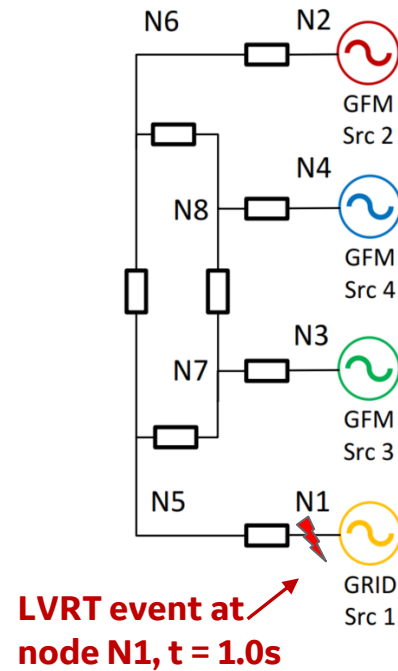 N6
N2
GFM
Src 2
N4
N8
GFM
Src 4
N3
N7
GFM
Src 3
N5
N1
GRID
Src 1
LVRT event at
node N1, t = 1.0s